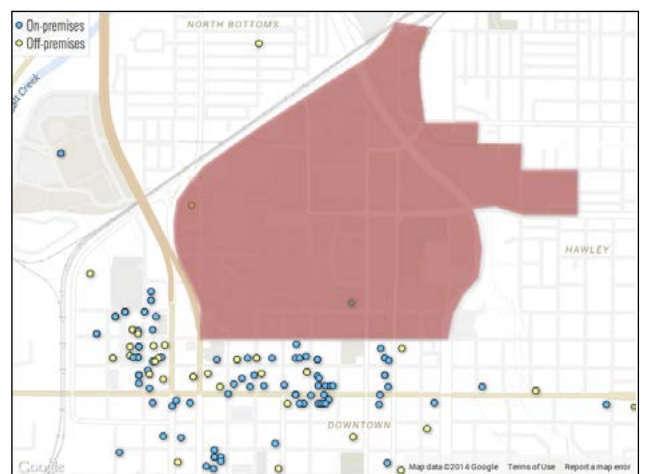 On-premises
Off-premises
NORTH BOTTOMS
Creek
HAWLEY
DOWNTOWN
Google
Map data ©2014 Google Terms of Use Report a map error